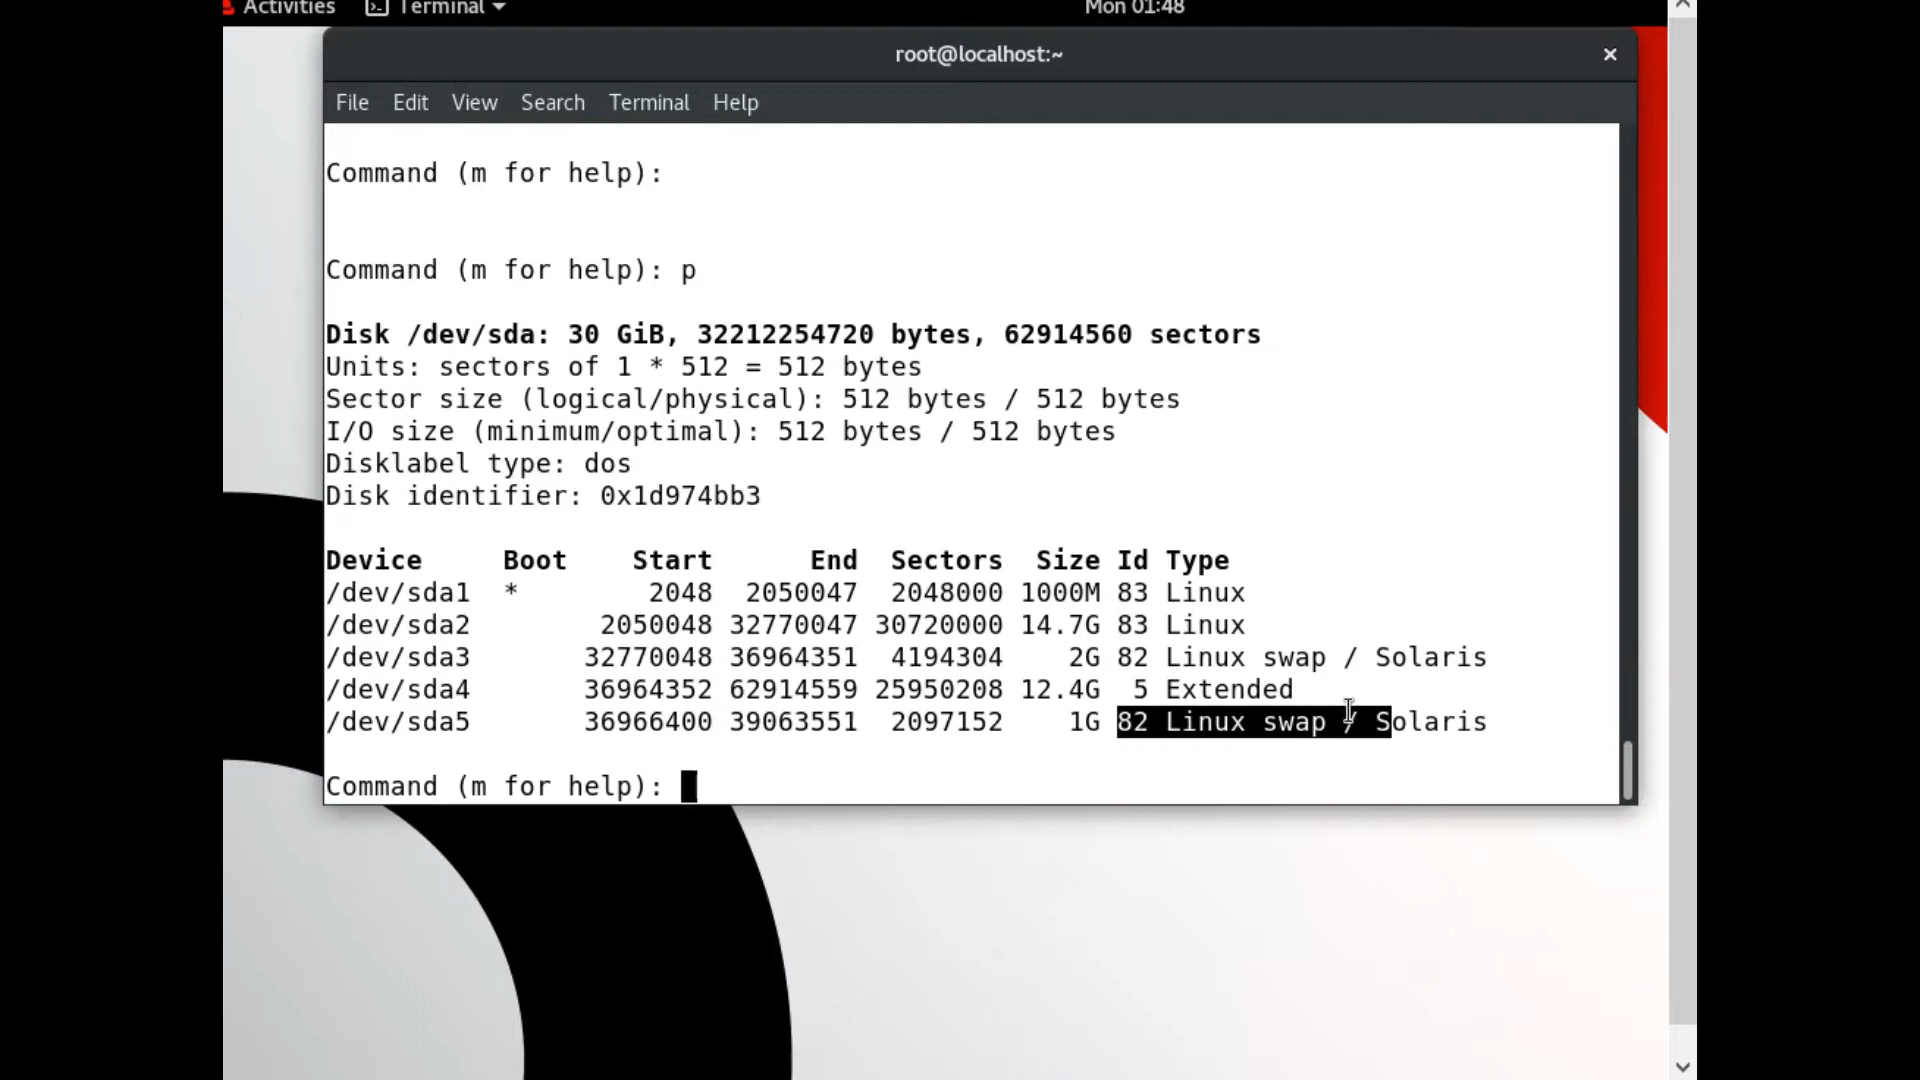 Activities Terminal Mon 01:48
root@localhost:~
File Edit View Search Terminal Help
Command (m for help):
Command (m for help): p
Disk /dev/sda: 30 GiB, 32212254720 bytes, 62914560 sectors
Units: sectors of 1 * 512 = 512 bytes
Sector size (logical/physical): 512 bytes / 512 bytes
I/O size (minimum/optimal): 512 bytes / 512 bytes
Disklabel type: dos
Disk identifier: 0x1d974bb3
Device Boot Start End Sectors Size Id Type
/dev/sda1 * 2048 2050047 2048000 1000M 83 Linux
/dev/sda2 2050048 32770047 30720000 14.7G 83 Linux
/dev/sda3 32770048 36964351 4194304 2G 82 Linux swap / Solaris
/dev/sda4 36964352 62914559 25950208 12.4G 5 Extended
/dev/sda5 36966400 39063551 2097152 1G 82 Linux swap / Solaris
Command (m for help):